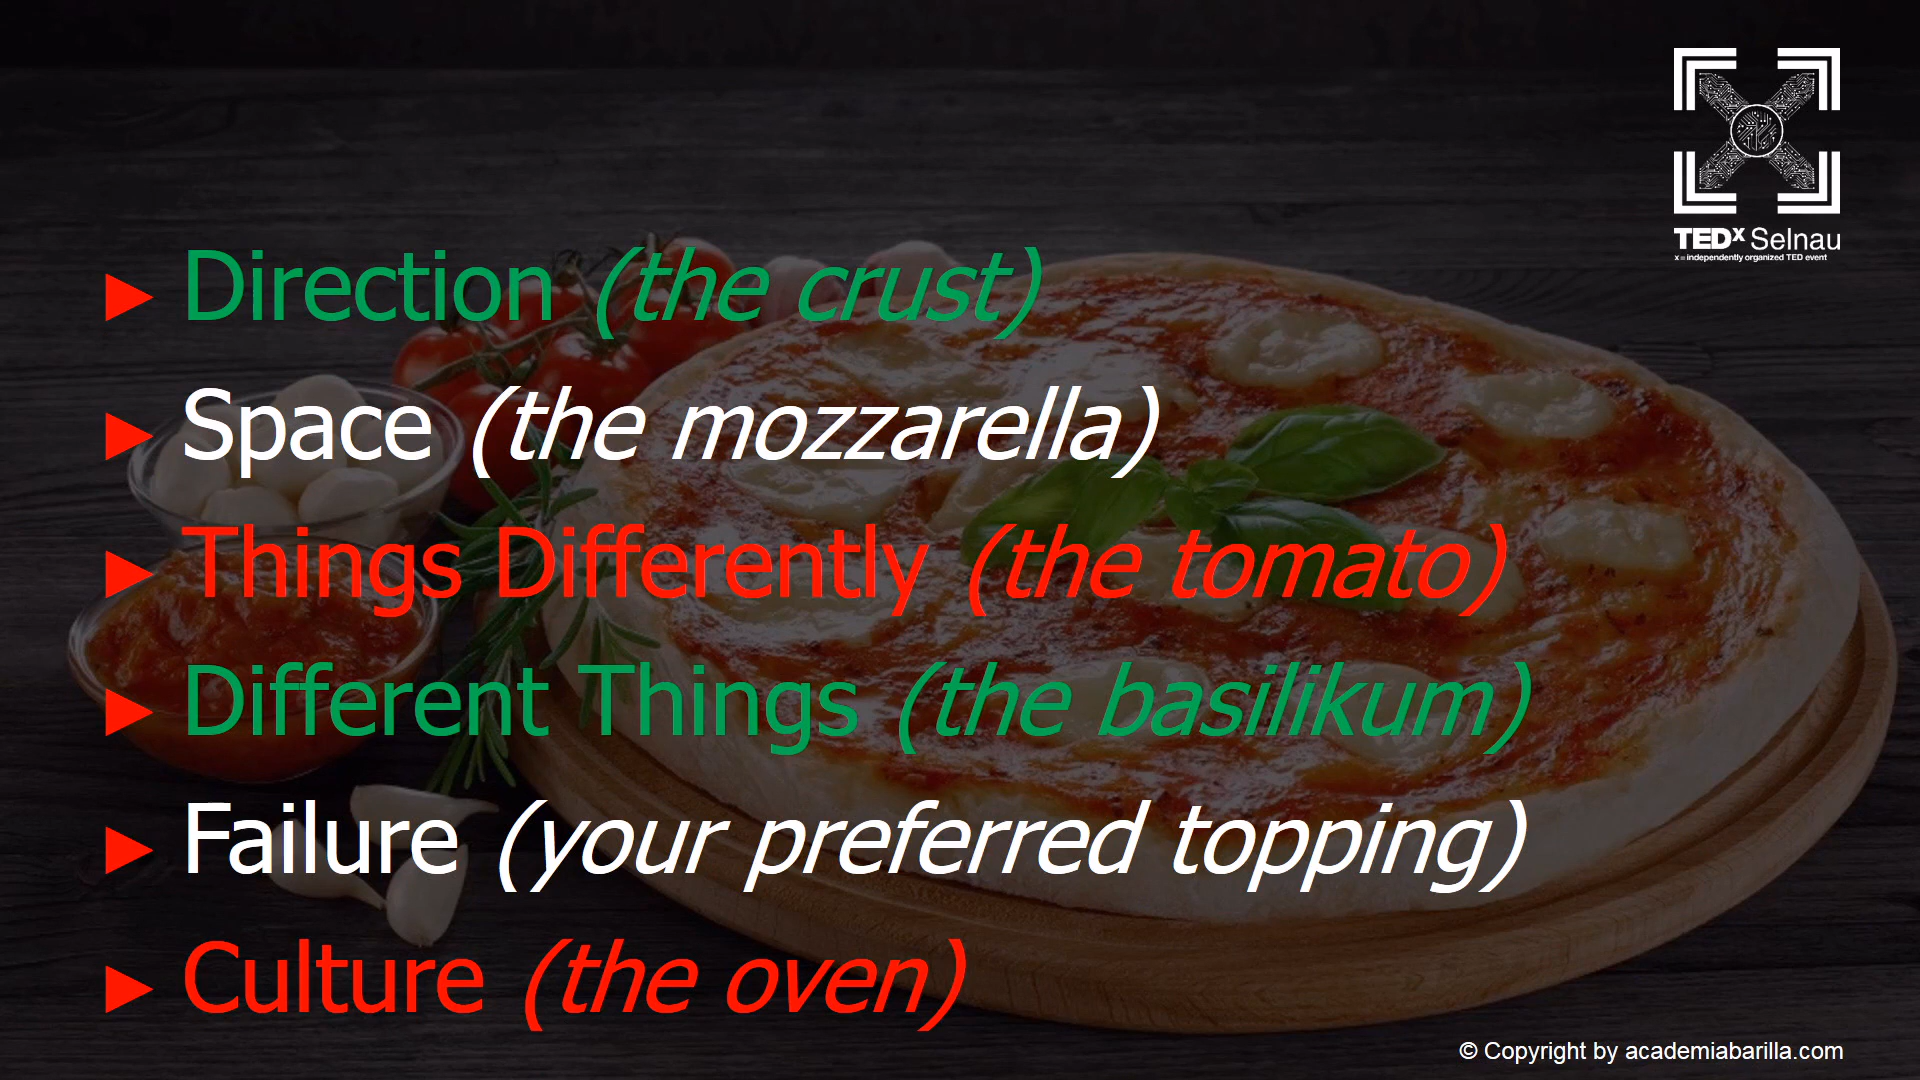 TEDx Selnau
x = independently organized TED event
► Direction (the crust)
► Space (the mozzarella)
► Things Differently (the tomato)
► Different Things (the basilikum)
► Failure (your preferred topping)
► Culture (the oven)
© Copyright by academiabarilla.com